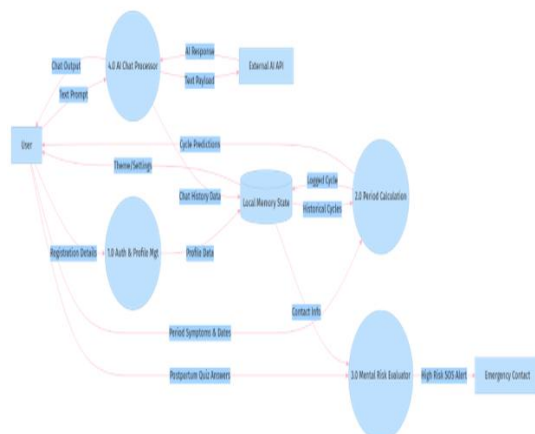 AI Response
Chat Output
4.0 AI Chat Processor
External AI API
Text Payload
Text Prompt
User
Cycle Predictions
Theme/Settings
Logged Cycle
Chat History Data
Local Memory State
Historical Cycles
2.0 Period Calculation
Registration Details
1.0 Auth & Profile Mgt
Profile Data
Contact Info
Period Symptoms & Dates
Postpartum Quiz Answers
3.0 Mental Risk Evaluator
High Risk SOS Alert
Emergency Contact